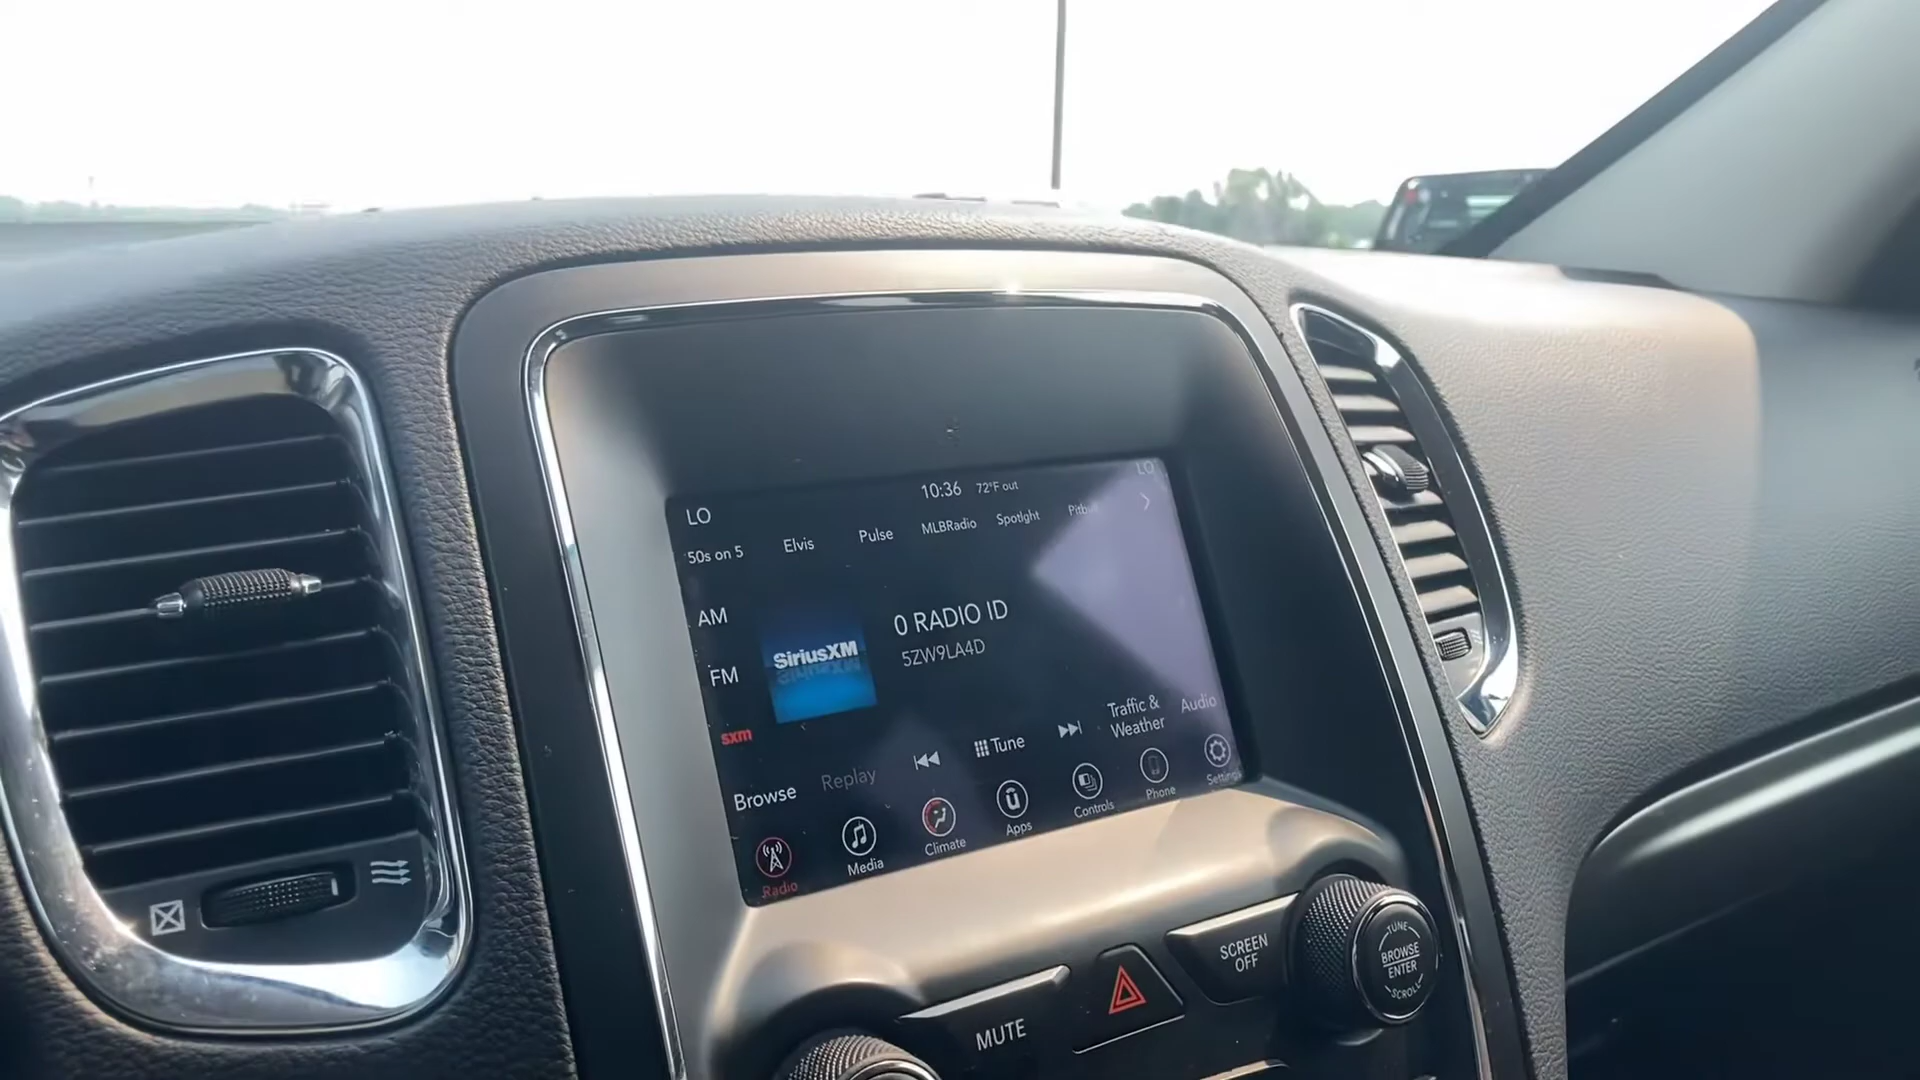 LO
10:36 72°F out
LO
50s on 5 Elvis Pulse MLBRadio Spotlght
AM
FM
sxm
SiriusXM
0 RADIO ID
5ZW9LA4D
Browse Replay Tune Traffic & Weather Audio
Radio Media Climate Apps Controls Phone Settings
MUTE
SCREEN OFF
TUNE
BROWSE
ENTER
SCROLL